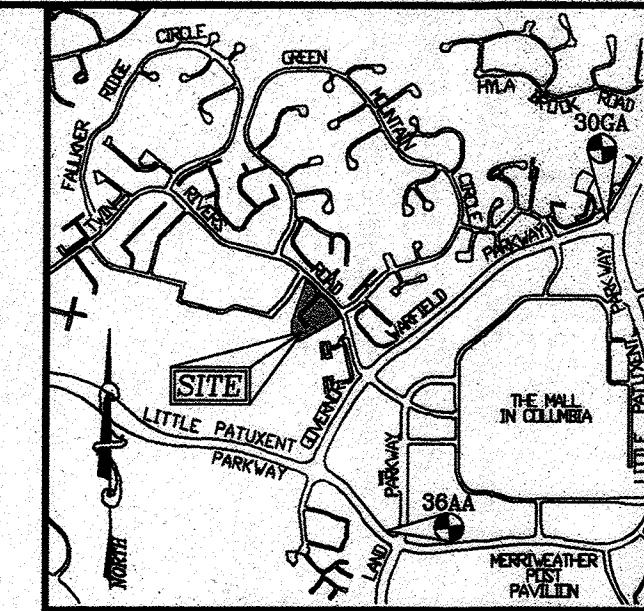 CIRCLE
RIDGE
FAULKNER
GREEN
MOUNTAIN
CIRCLE
HYLA
BROOK
ROAD
30GA
TWIN
RIVERS
ROAD
PARKWAY
WARFIELD
PARKWAY
LITTLE PATUXENT
SITE
GOVERNOR
THE MALL
IN COLUMBIA
LITTLE PATUXENT
PARKWAY
PARKWAY
36AA
LAND
MERRIWEATHER
POST
PAVILION
NORTH